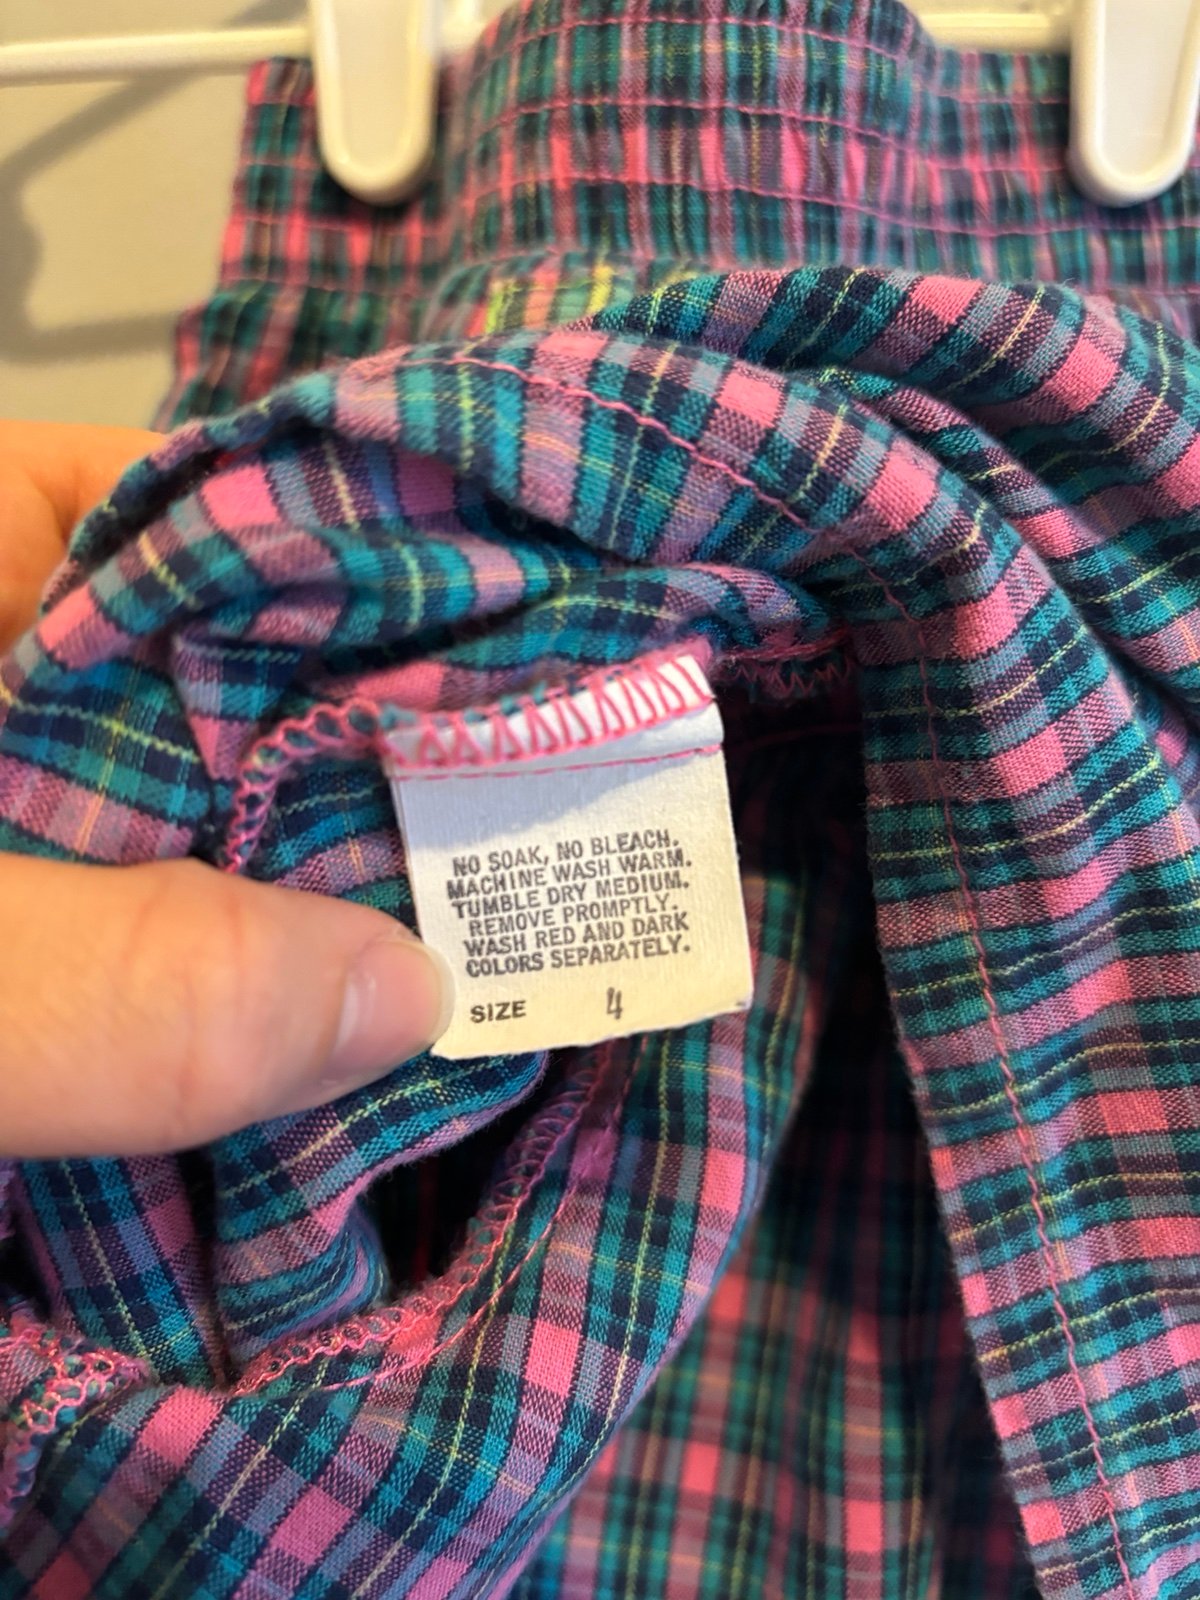 NO SOAK, NO BLEACH.
MACHINE WASH WARM.
TUMBLE DRY MEDIUM.
REMOVE PROMPTLY.
WASH RED AND DARK
COLORS SEPARATELY.
SIZE 4